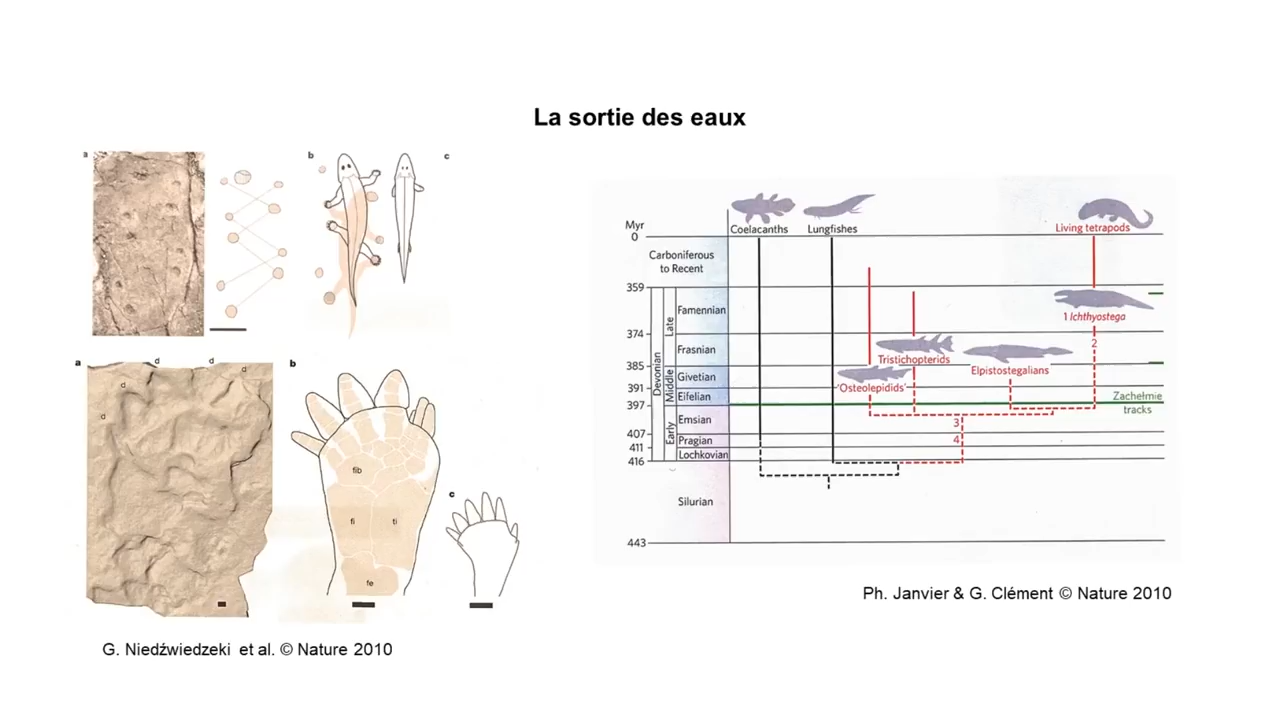 La sortie des eaux
a
b
c
a
d
d
d
d
d
b
fib
fi
ti
fe
c
G. Niedźwiedzeki et al. © Nature 2010
Myr
0
Coelacanths
Lungfishes
Living tetrapods
Carboniferous
to Recent
359
Famennian
1 Ichthyostega
374
2
Late
Frasnian
Tristichopterids
Elpistostegalians
385
Devonian
Middle
Givetian
'Osteolepidids'
391
Eifelian
Zachełmie
tracks
397
Early
Emsian
3
407
Pragian
4
411
Lochkovian
416
Silurian
443
Ph. Janvier & G. Clément © Nature 2010